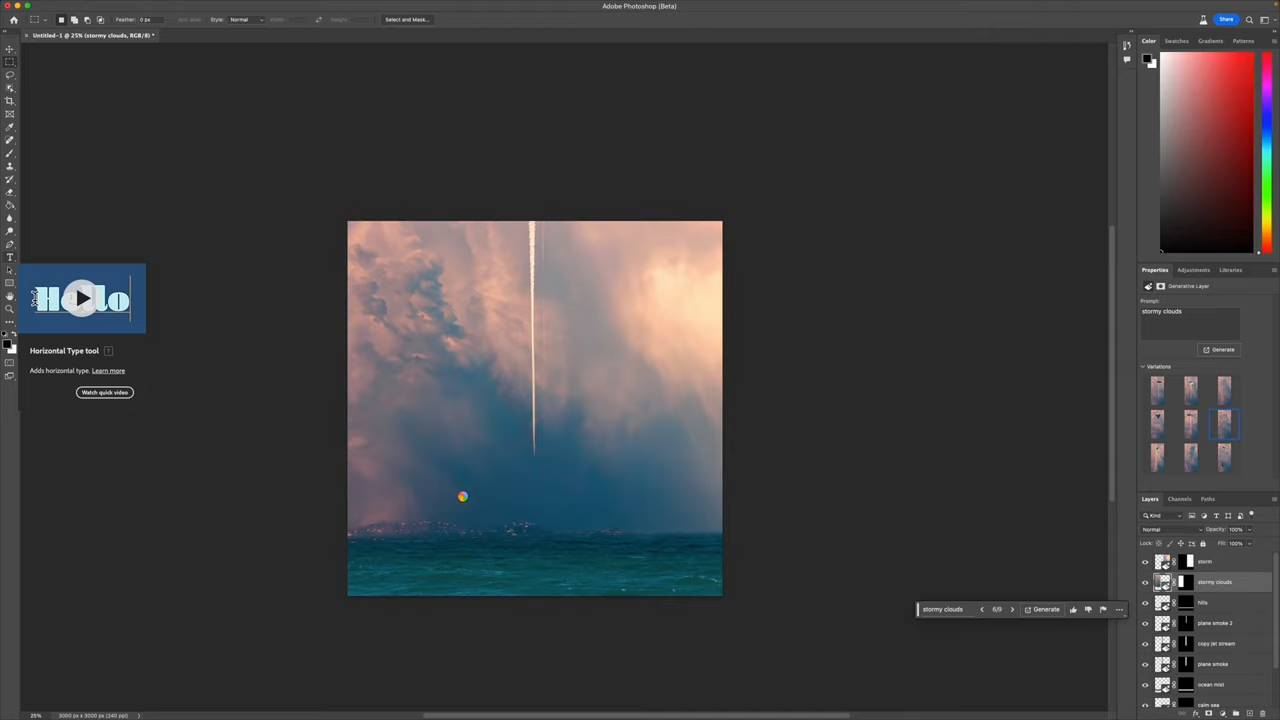 Adobe Photoshop (Beta)
Feather: 0 px
Anti-alias
Style: Normal
Width:
Height:
Select and Mask...
Share
Untitled-1 @ 25% (stormy clouds, RGB/8) *
Color
Swatches
Gradients
Patterns
Hello
Horizontal Type tool ?
Adds horizontal type. Learn more
Watch quick video
Properties
Adjustments
Libraries
Generative Layer
Prompt:
stormy clouds
Generate
Variations
Layers
Channels
Paths
Kind
Normal
Opacity: 100%
Lock:
Fill: 100%
storm
stormy clouds
hills
plane smoke 2
copy jet stream
plane smoke
ocean mist
calm sea
stormy clouds
6/9
Generate
25%
3000 px x 3000 px (240 ppi)